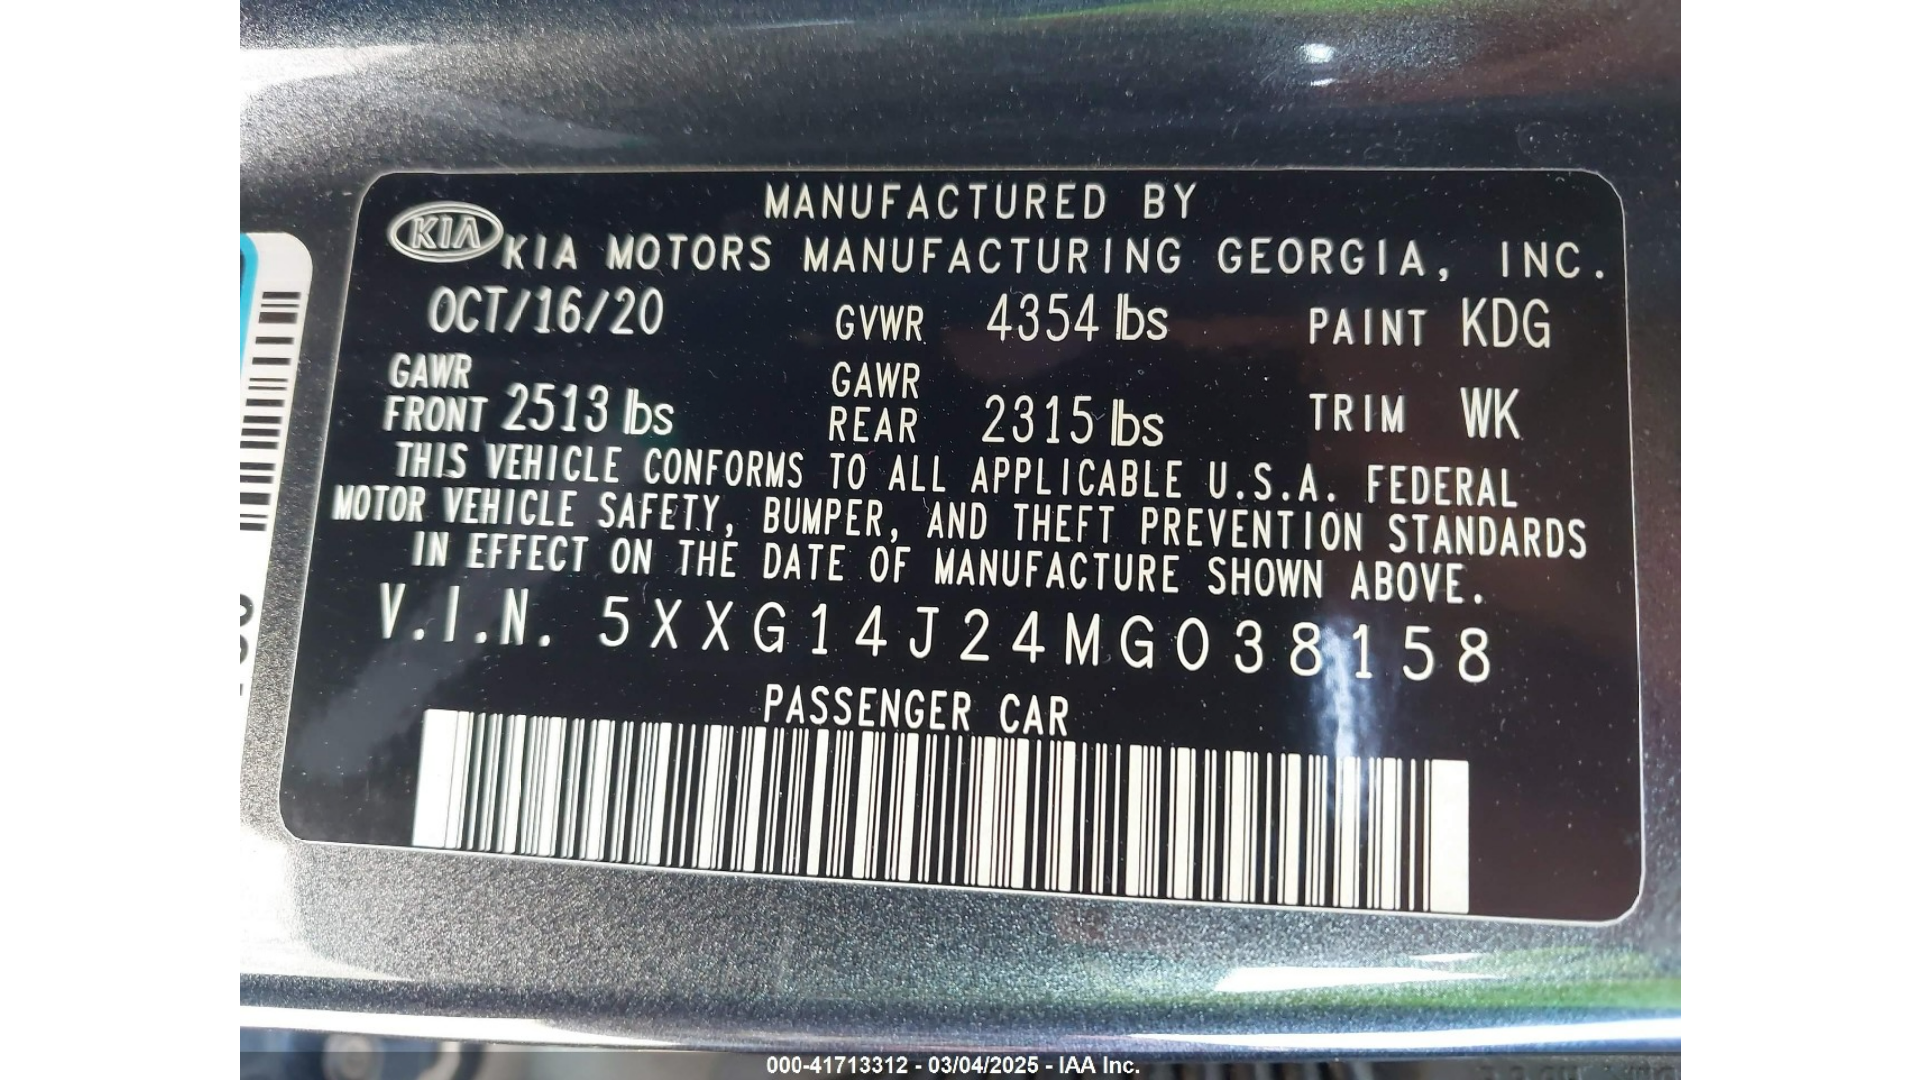 MANUFACTURED BY
KIA KIA MOTORS MANUFACTURING GEORGIA, INC.
OCT/16/20 GVWR 4354 lbs PAINT KDG
GAWR FRONT 2513 lbs GAWR REAR 2315 lbs TRIM WK
THIS VEHICLE CONFORMS TO ALL APPLICABLE U.S.A. FEDERAL
MOTOR VEHICLE SAFETY, BUMPER, AND THEFT PREVENTION STANDARDS
IN EFFECT ON THE DATE OF MANUFACTURE SHOWN ABOVE.
V.I.N. 5XXG14J24MG038158
PASSENGER CAR
000-41713312 - 03/04/2025 - IAA Inc.